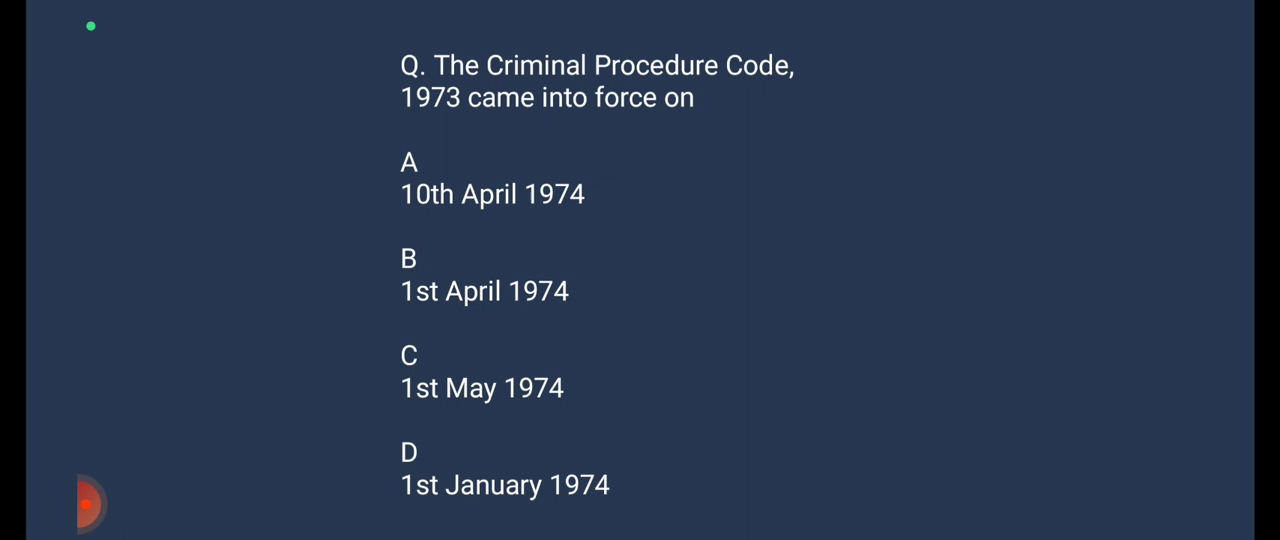 Q. The Criminal Procedure Code,
1973 came into force on
A
10th April 1974
B
1st April 1974
C
1st May 1974
D
1st January 1974